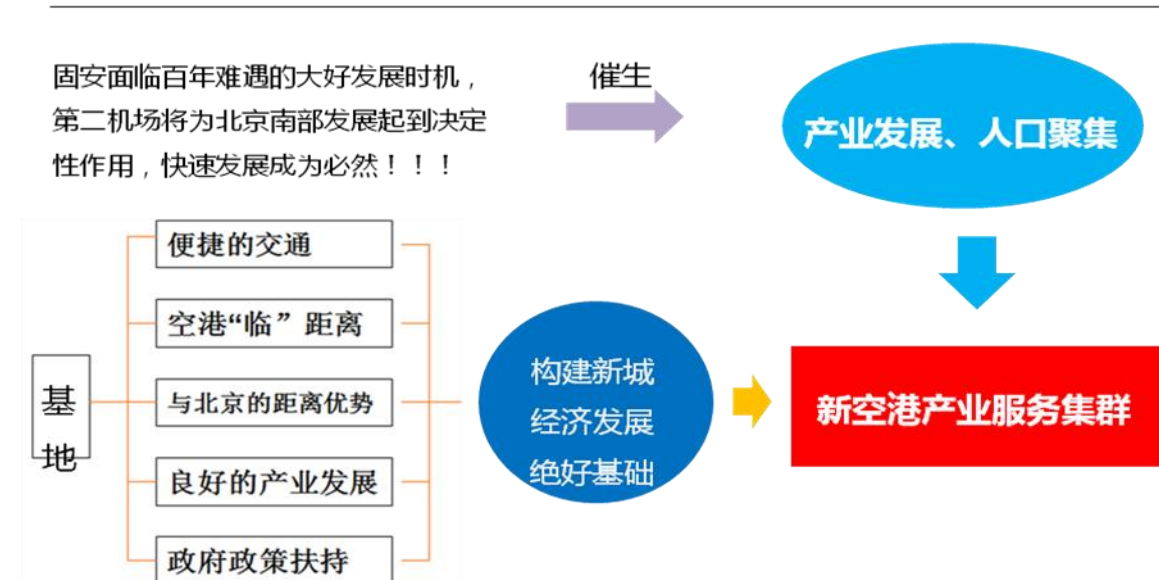 固安面临百年难遇的大好发展时机，
第二机场将为北京南部发展起到决定
性作用，快速发展成为必然！！！
催生
产业发展、人口聚集
基
地
便捷的交通
空港“临”距离
与北京的距离优势
良好的产业发展
政府政策扶持
构建新城
经济发展
绝好基础
新空港产业服务集群